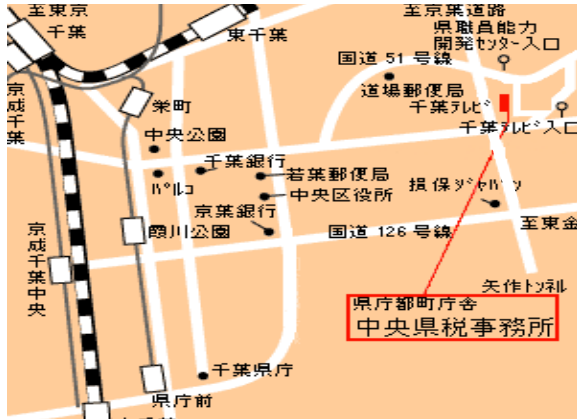 至東京
千葉
東千葉
至京葉道路
県職員能力
開発センター入口
国道 51 号線
道場郵便局
千葉テレビ
千葉テレビ入口
京成千葉
栄町
中央公園
千葉銀行
若葉郵便局
パルコ
中央区役所
損保ジャパン
京葉銀行
霞川公園
国道 126 号線
至東金
京成千葉中央
矢作トンネル
県庁都町庁舎
中央県税事務所
千葉県庁
県庁前